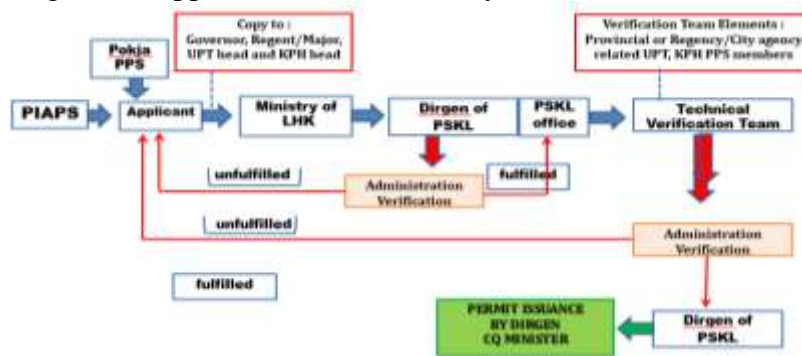 Copy to :
Governor, Regent/Major,
UPT head and KPH head
Verification Team Elements :
Provincial or Regency/City agency
related UPT, KPH PPS members
Pokja
PPS
PIAPS
Applicant
Ministry of
LHK
Dirgen of
PSKL
PSKL
office
Technical
Verification Team
unfulfilled
Administration
Verification
fulfilled
unfulfilled
Administration
Verification
fulfilled
PERMIT ISSUANCE
BY DIRGEN
CQ MINISTER
Dirgen of
PSKL